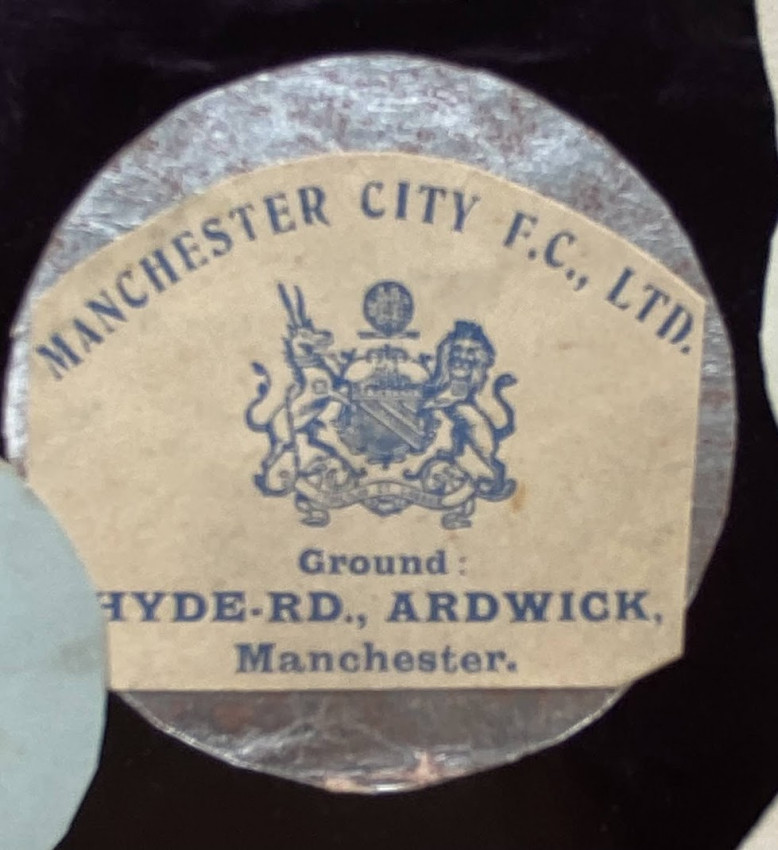 MANCHESTER CITY F.C., LTD.
Ground:
HYDE-RD., ARDWICK,
Manchester.